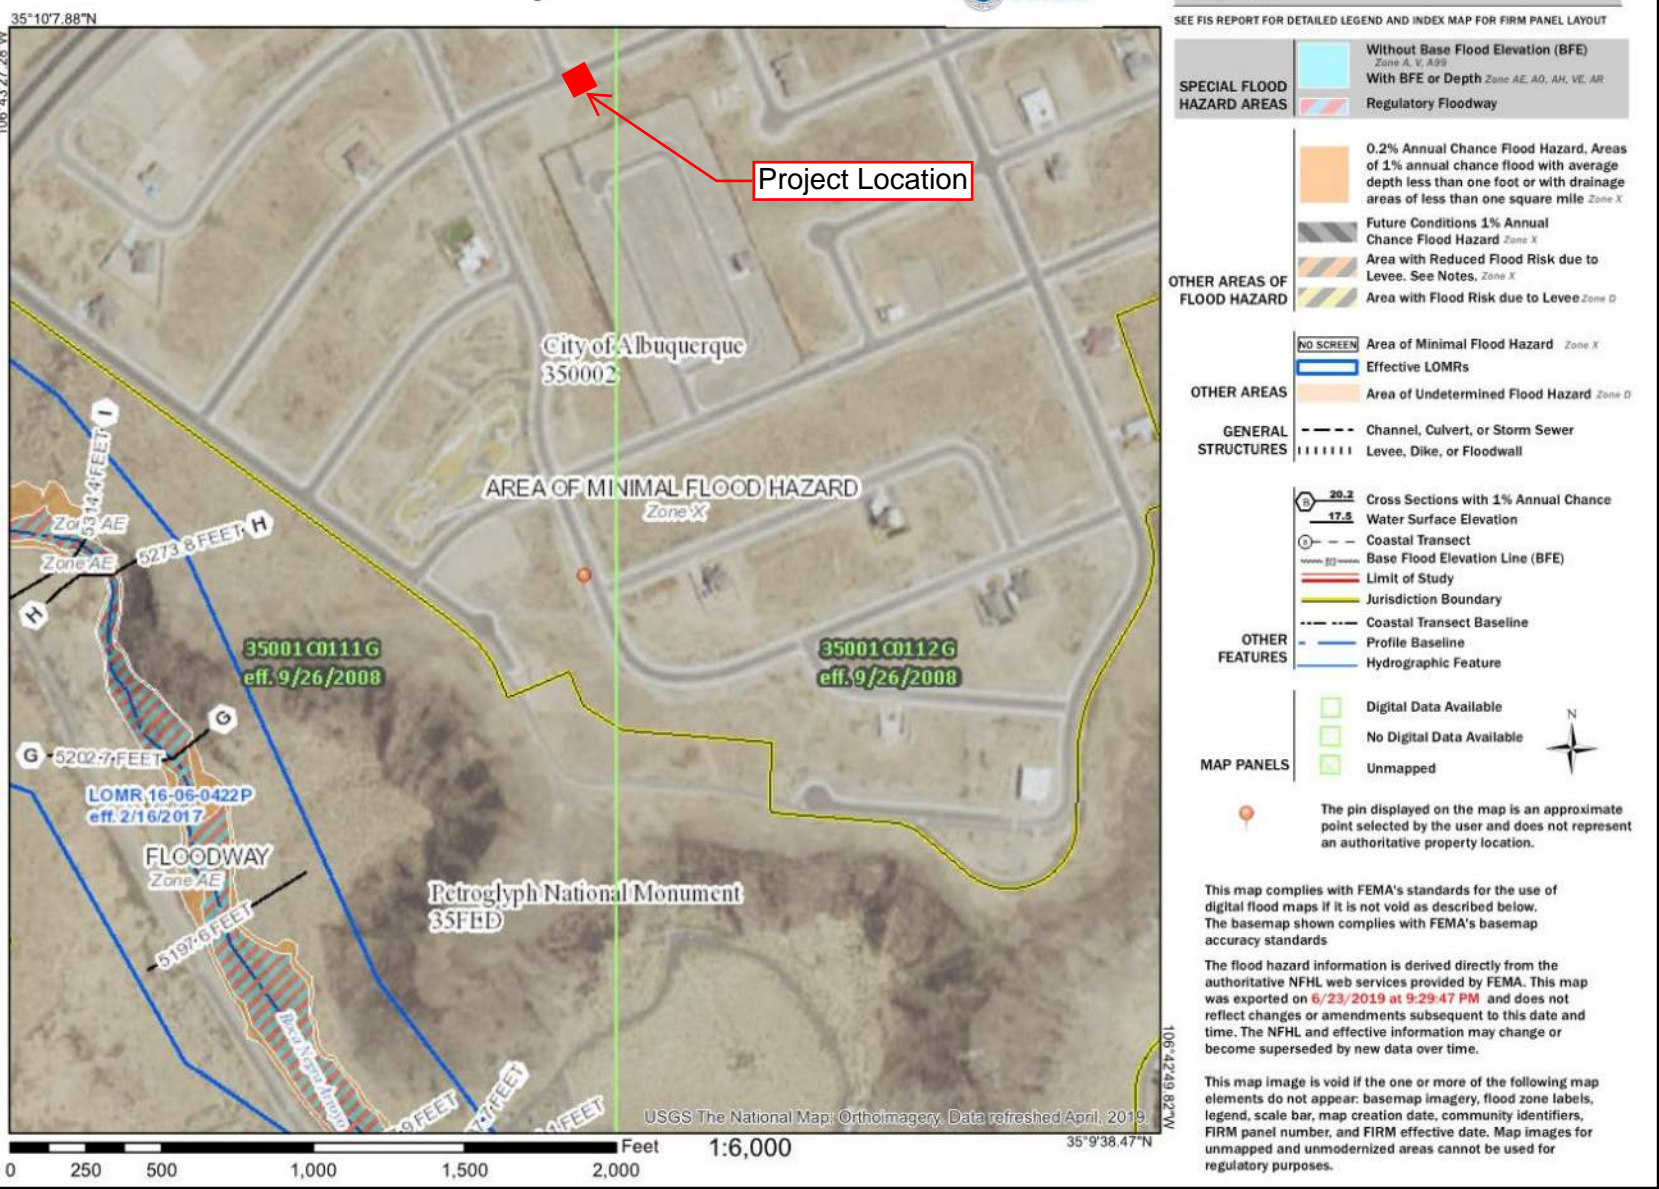 35°10'7.88"N
SEE FIS REPORT FOR DETAILED LEGEND AND INDEX MAP FOR FIRM PANEL LAYOUT
106°43'27.28"W
Project Location
City of Albuquerque
350002
AREA OF MINIMAL FLOOD HAZARD
Zone X
5314.4 FEET
I
Zone AE
5273.8 FEET
H
Zone AE
H
35001C0111G
eff. 9/26/2008
35001C0112G
eff. 9/26/2008
G
G
5202.7 FEET
LOMR 16-06-0422P
eff. 2/16/2017
FLOODWAY
Zone AE
Petroglyph National Monument
35FED
5197.6 FEET
Boca Negra Arroyo
FEET
FEET
FEET
USGS The National Map: Orthoimagery. Data refreshed April, 2019.
106°42'49.82"W
35°9'38.47"N
Feet
1:6,000
0
250
500
1,000
1,500
2,000
SPECIAL FLOOD
HAZARD AREAS
Without Base Flood Elevation (BFE)
Zone A, V, A99
With BFE or Depth Zone AE, AO, AH, VE, AR
Regulatory Floodway
OTHER AREAS OF
FLOOD HAZARD
0.2% Annual Chance Flood Hazard, Areas
of 1% annual chance flood with average
depth less than one foot or with drainage
areas of less than one square mile Zone X
Future Conditions 1% Annual
Chance Flood Hazard Zone X
Area with Reduced Flood Risk due to
Levee. See Notes. Zone X
Area with Flood Risk due to Levee Zone D
OTHER AREAS
NO SCREEN Area of Minimal Flood Hazard Zone X
Effective LOMRs
Area of Undetermined Flood Hazard Zone D
GENERAL
STRUCTURES
Channel, Culvert, or Storm Sewer
Levee, Dike, or Floodwall
OTHER
FEATURES
B 20.2 Cross Sections with 1% Annual Chance
17.5 Water Surface Elevation
8 Coastal Transect
513 Base Flood Elevation Line (BFE)
Limit of Study
Jurisdiction Boundary
Coastal Transect Baseline
Profile Baseline
Hydrographic Feature
MAP PANELS
Digital Data Available
No Digital Data Available
Unmapped
N
The pin displayed on the map is an approximate
point selected by the user and does not represent
an authoritative property location.
This map complies with FEMA's standards for the use of
digital flood maps if it is not void as described below.
The basemap shown complies with FEMA's basemap
accuracy standards
The flood hazard information is derived directly from the
authoritative NFHL web services provided by FEMA. This map
was exported on 6/23/2019 at 9:29:47 PM and does not
reflect changes or amendments subsequent to this date and
time. The NFHL and effective information may change or
become superseded by new data over time.
This map image is void if the one or more of the following map
elements do not appear: basemap imagery, flood zone labels,
legend, scale bar, map creation date, community identifiers,
FIRM panel number, and FIRM effective date. Map images for
unmapped and unmodernized areas cannot be used for
regulatory purposes.